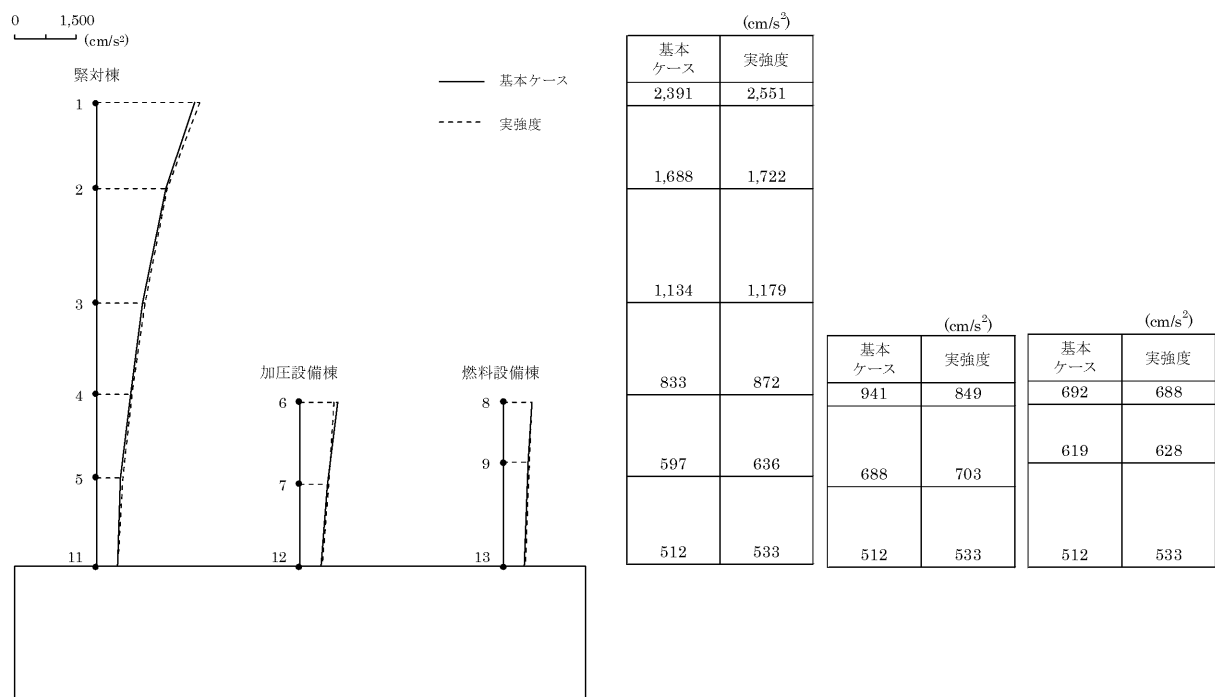 0 1,500
(cm/s²)
緊対棟
基本ケース
実強度
1
2
3
4
5
11
加圧設備棟
6
7
12
燃料設備棟
8
9
13
(cm/s²)
基本
ケース
実強度
2,391 2,551
1,688 1,722
1,134 1,179
833 872
597 636
512 533
(cm/s²)
基本
ケース
実強度
941 849
688 703
512 533
(cm/s²)
基本
ケース
実強度
692 688
619 628
512 533